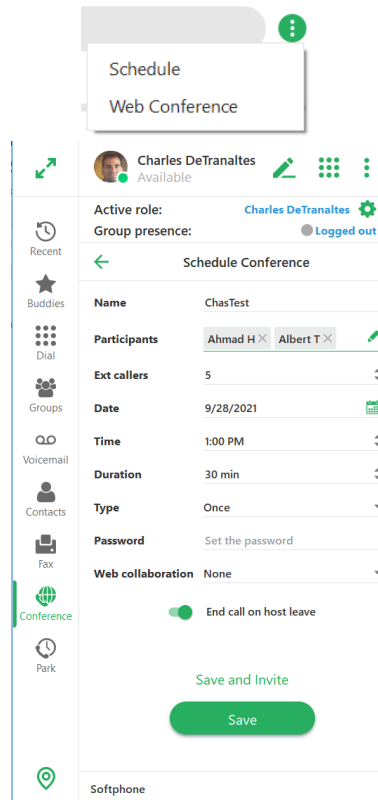 Schedule
Web Conference
Charles DeTranaltes
Available
Active role: Charles DeTranaltes
Group presence: Logged out
Schedule Conference
Recent
Buddies
Dial
Groups
Voicemail
Contacts
Fax
Conference
Park
Name ChasTest
Participants Ahmad H Albert T
Ext callers 5
Date 9/28/2021
Time 1:00 PM
Duration 30 min
Type Once
Password Set the password
Web collaboration None
End call on host leave
Save and Invite
Save
Softphone